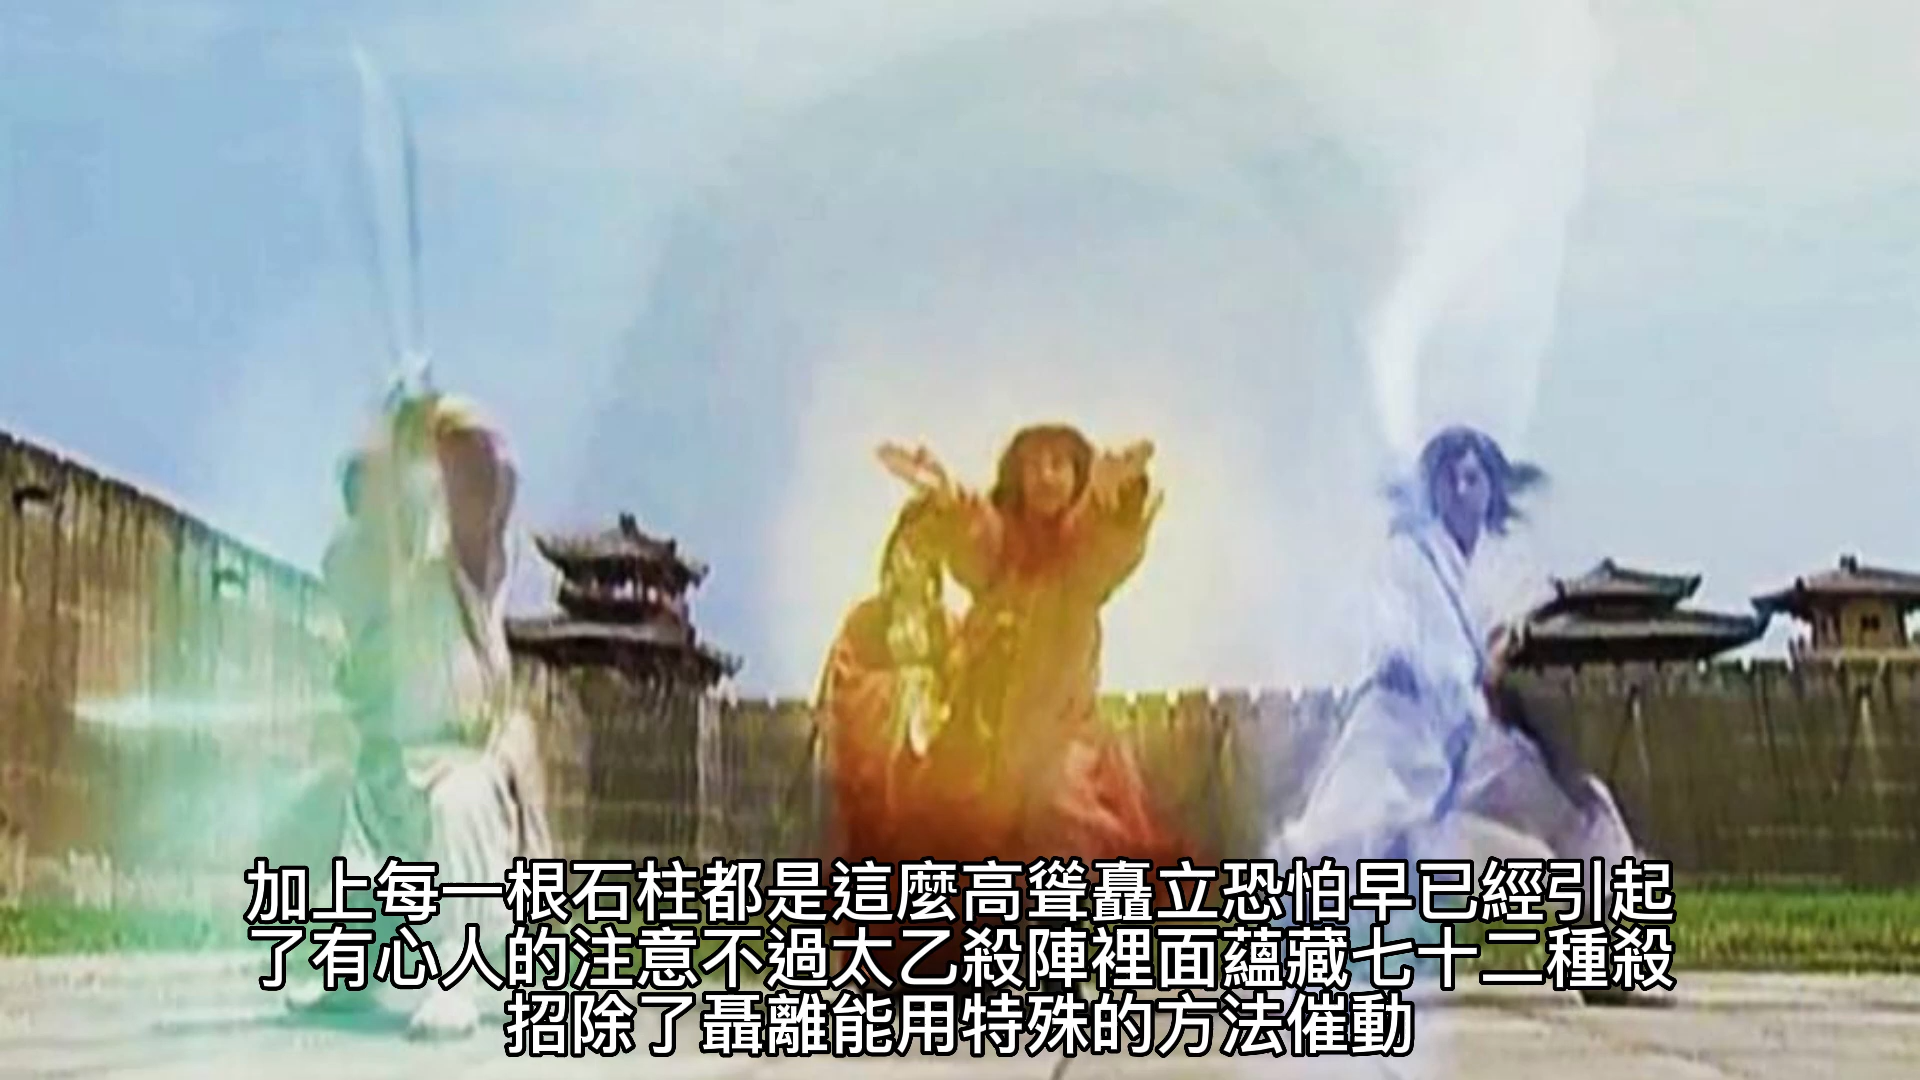 加上每一根石柱都是這麼高聳矗立恐怕早已經引起
了有心人的注意不過太乙殺陣裡面蘊藏七十二種殺
招除了聶離能用特殊的方法催動